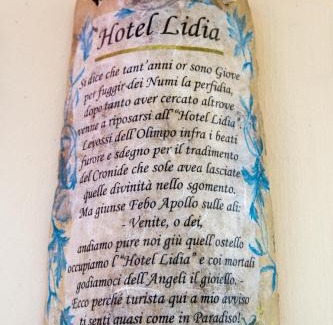 Hotel Lidia
Si dice che tant'anni or sono Giove
per fuggir dei Numi la perfidia,
dopo tanto aver cercato altrove
venne a riposarsi all'"Hotel Lidia".
Levossi dell'Olimpo infra i beati
furore e sdegno per il tradimento
del Cronide che sole avea lasciate
quelle divinità nello sgomento.
Ma giunse Febo Apollo sulle ali:
- Venite, o dei,
andiamo pure noi giù quell'ostello
occupiamo l'"Hotel Lidia" e coi mortali
godiamoci dell'Angeli il gioiello. -
Ecco perché turista qui a mio avviso
ti senti quasi come in Paradiso!